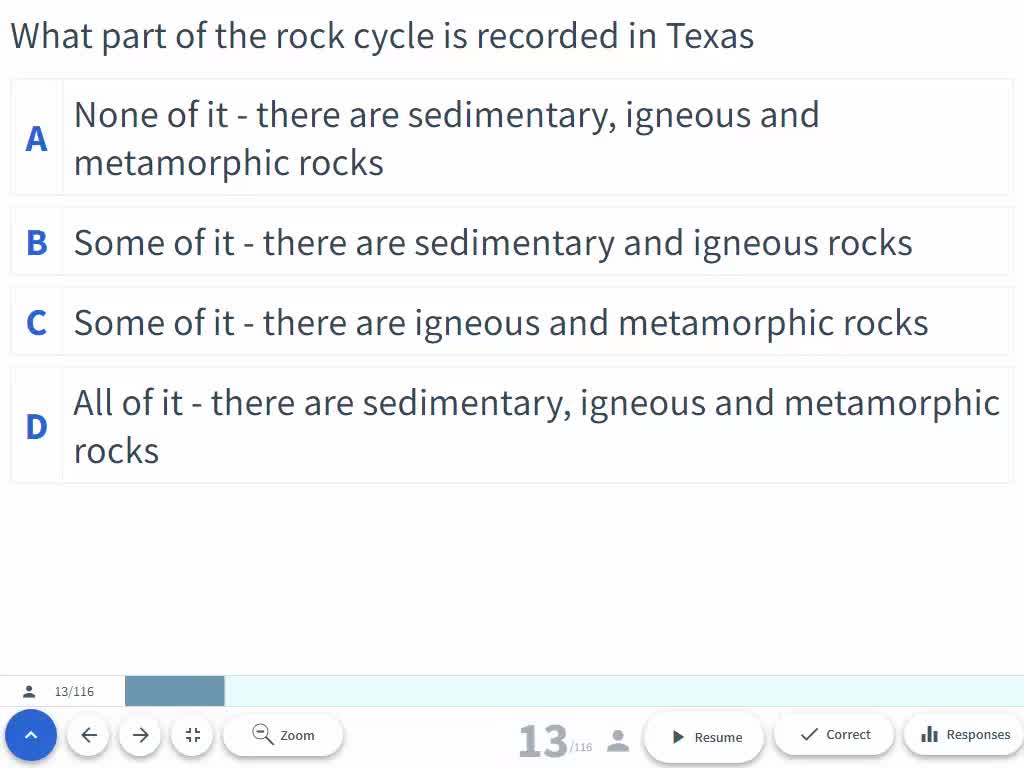 What part of the rock cycle is recorded in Texas
A
None of it - there are sedimentary, igneous and
metamorphic rocks
B
Some of it - there are sedimentary and igneous rocks
C
Some of it - there are igneous and metamorphic rocks
D
All of it - there are sedimentary, igneous and metamorphic
rocks
13/116
Zoom
13/116
Resume
Correct
Responses